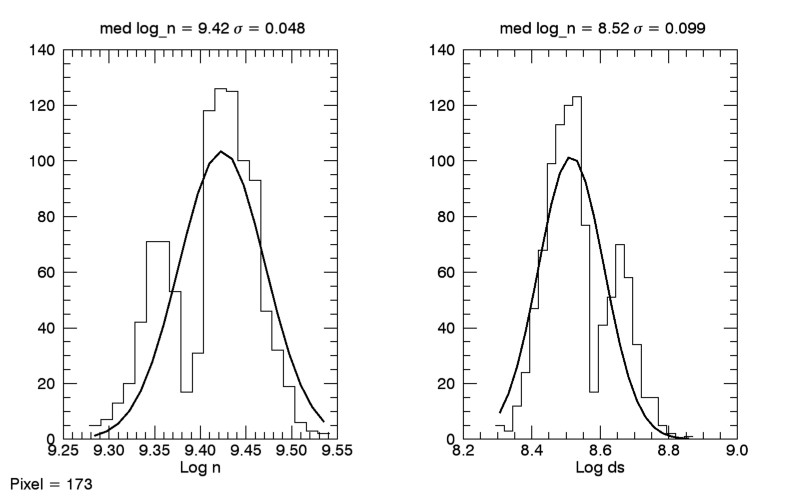 med log_n = 9.42 σ = 0.048
med log_n = 8.52 σ = 0.099
140
120
100
80
60
40
20
0
9.25 9.30 9.35 9.40 9.45 9.50 9.55
Log n
140
120
100
80
60
40
20
0
8.2 8.4 8.6 8.8 9.0
Log ds
Pixel = 173